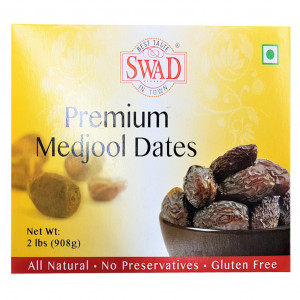 BEST TASTE
SWAD
IN TOWN
Premium
Medjool Dates
Net Wt:
2 lbs (908g)
All Natural • No Preservatives • Gluten Free